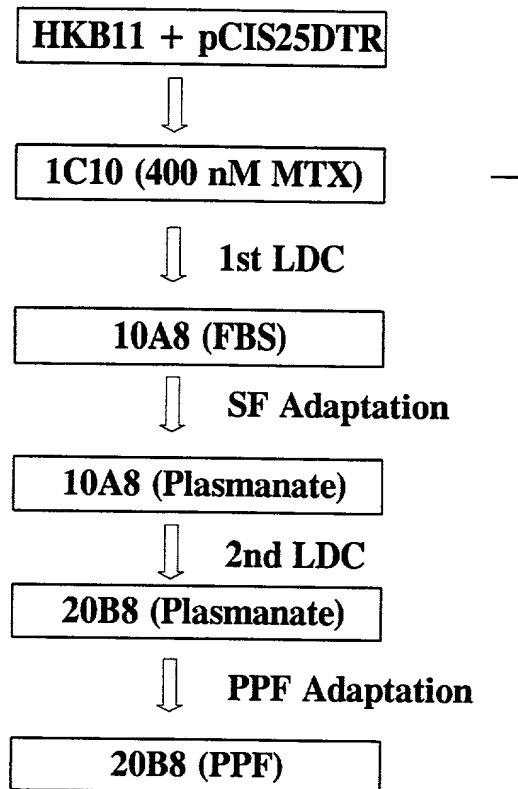 HKB11 + pCIS25DTR
1C10 (400 nM MTX)
1st LDC
10A8 (FBS)
SF Adaptation
10A8 (Plasmanate)
2nd LDC
20B8 (Plasmanate)
PPF Adaptation
20B8 (PPF)